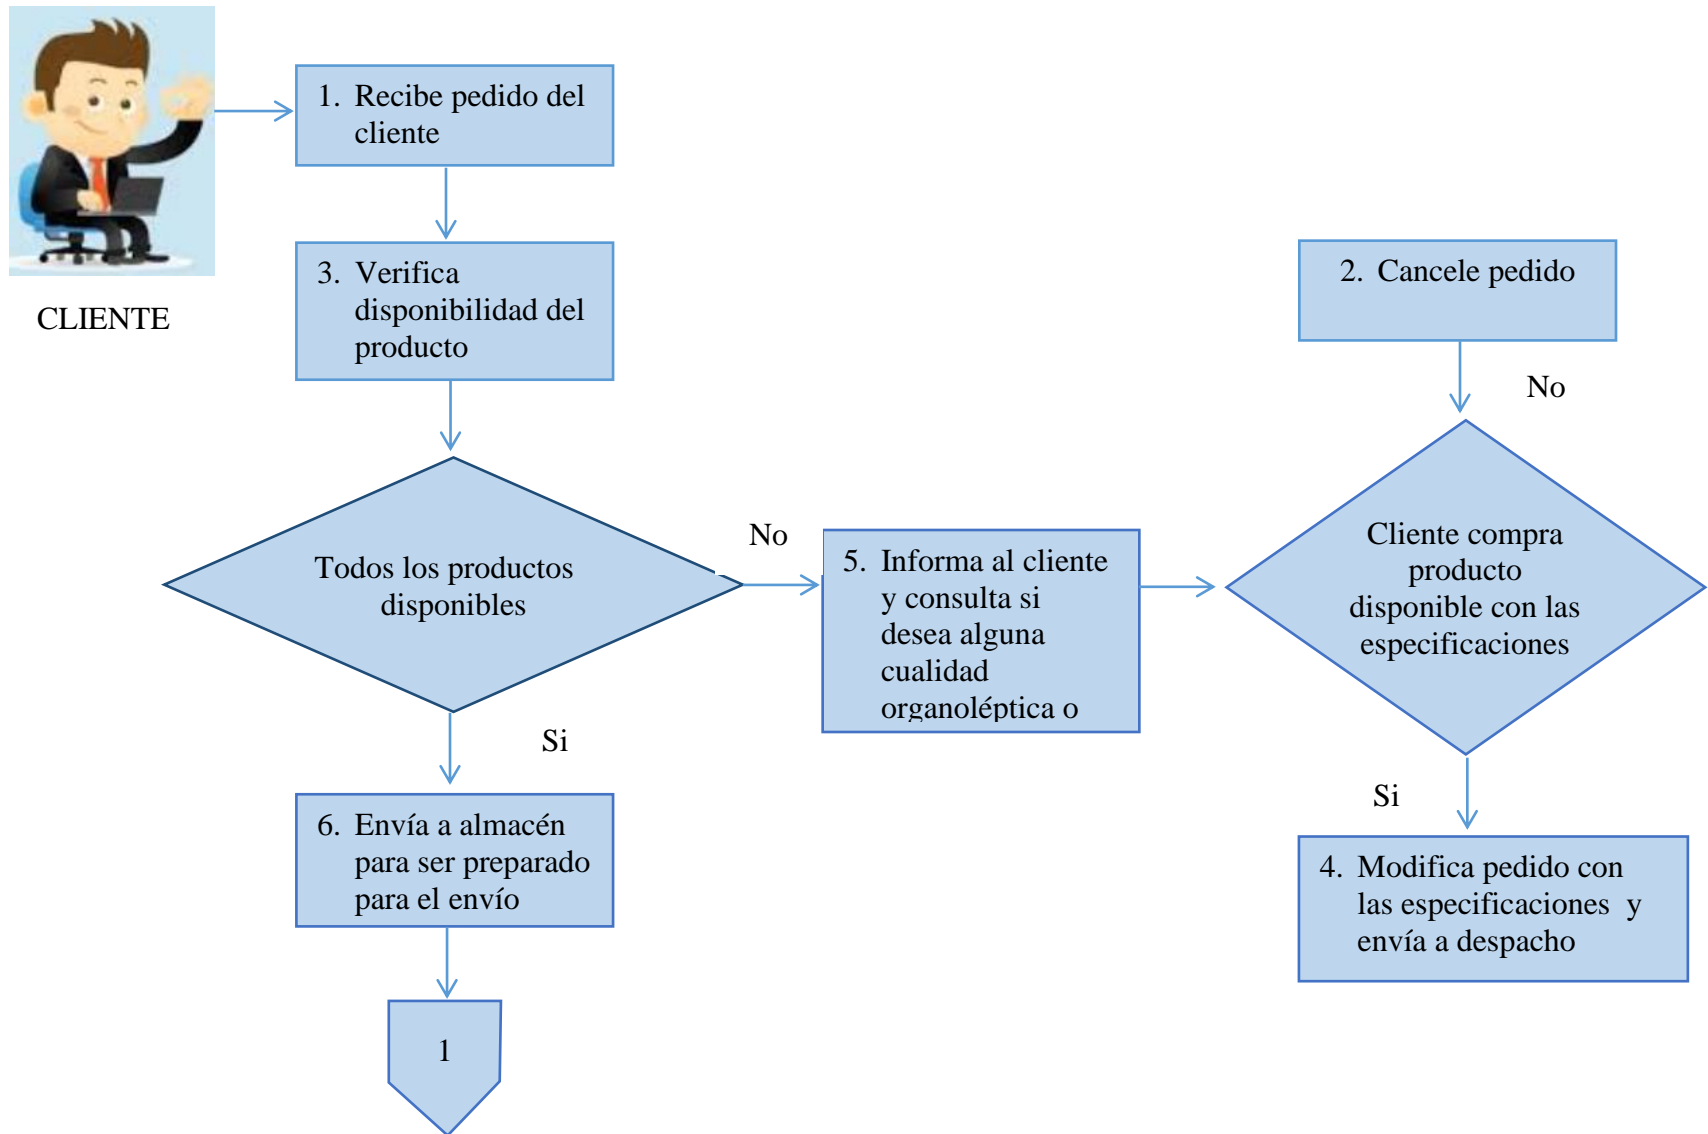 1. Recibe pedido del
cliente
CLIENTE
3. Verifica
disponibilidad del
producto
2. Cancele pedido
No
Todos los productos
disponibles
No
5. Informa al cliente
y consulta si
desea alguna
cualidad
organoléptica o
Cliente compra
producto
disponible con las
especificaciones
Si
Si
6. Envía a almacén
para ser preparado
para el envío
4. Modifica pedido con
las especificaciones y
envía a despacho
1